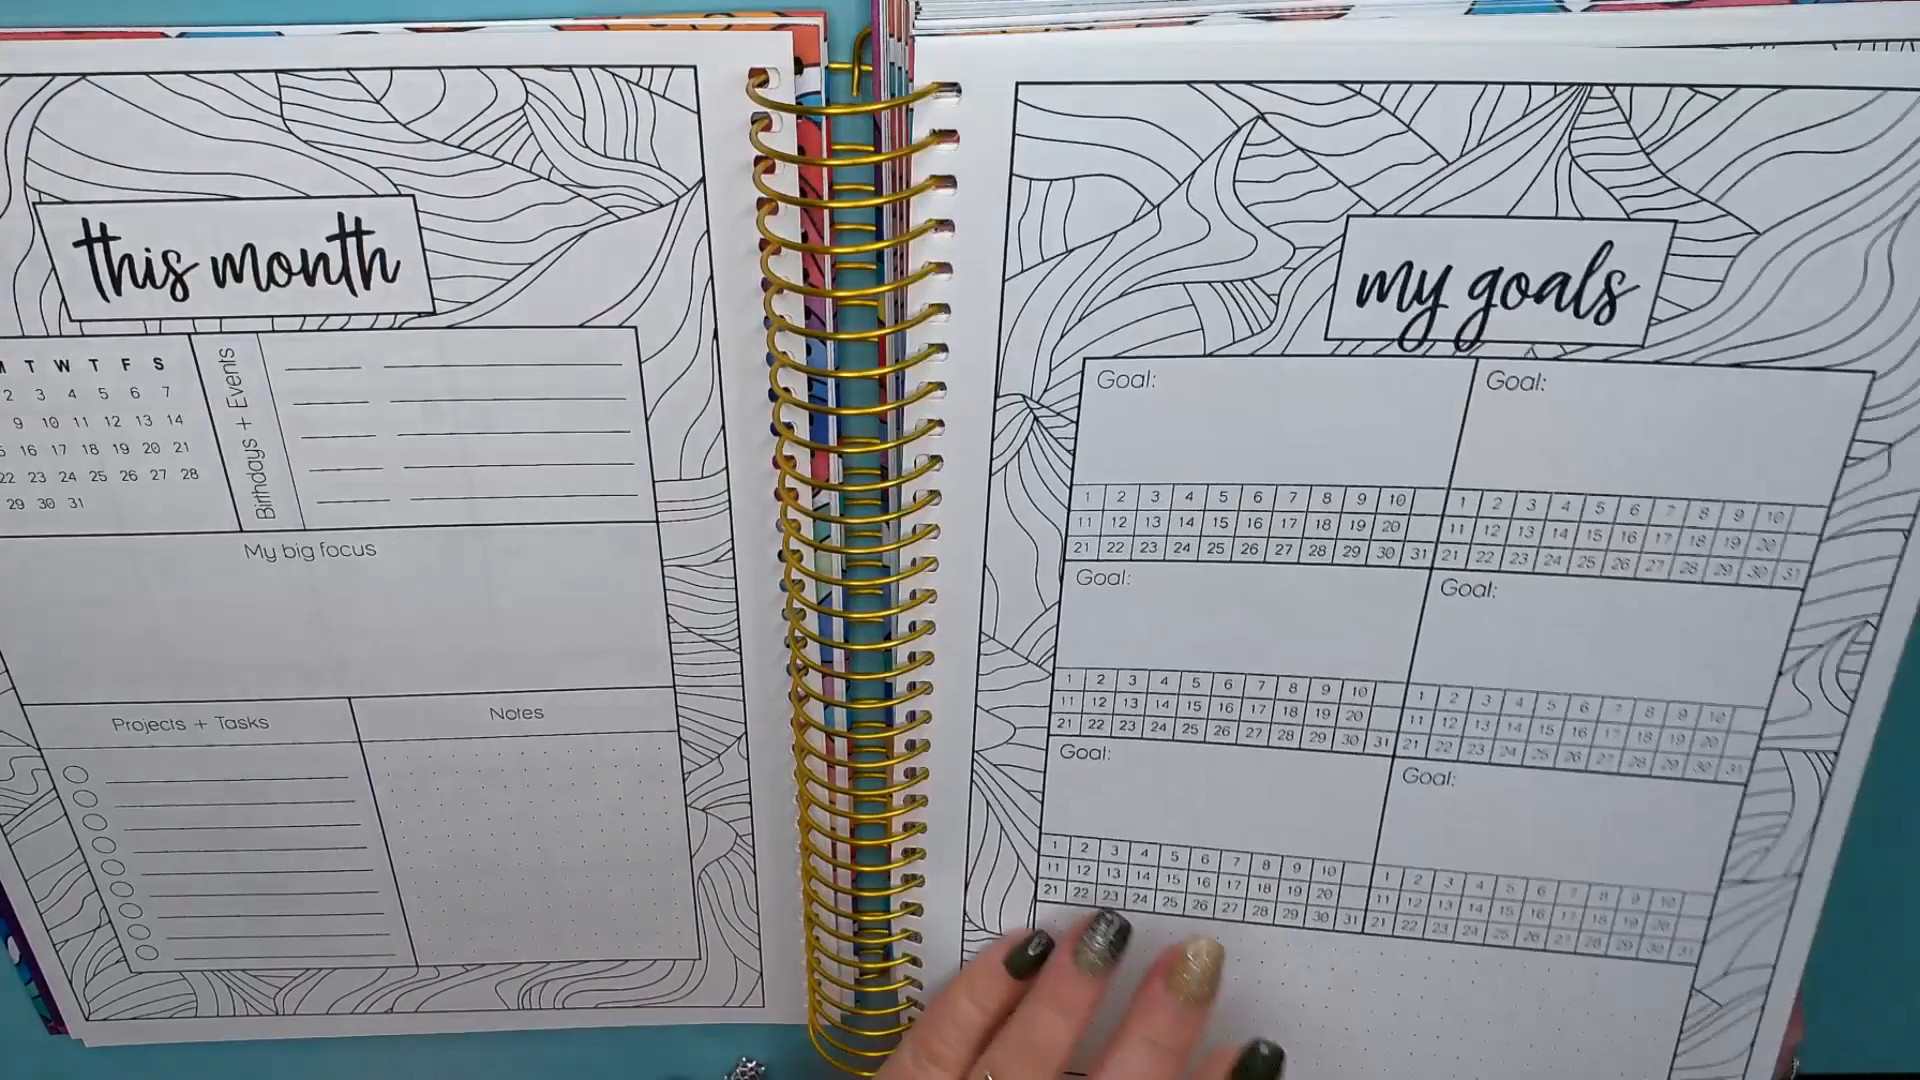 this month
T W T F S
2 3 4 5 6 7
9 10 11 12 13 14
16 17 18 19 20 21
22 23 24 25 26 27 28
29 30 31
Birthdays + Events
My big focus
Projects + Tasks
Notes
my goals
Goal:
1 2 3 4 5 6 7 8 9 10
11 12 13 14 15 16 17 18 19 20
21 22 23 24 25 26 27 28 29 30 31
Goal:
1 2 3 4 5 6 7 8 9 10
11 12 13 14 15 16 17 18 19 20
21 22 23 24 25 26 27 28 29 30 31
Goal:
1 2 3 4 5 6 7 8 9 10
11 12 13 14 15 16 17 18 19 20
21 22 23 24 25 26 27 28 29 30 31
Goal:
1 2 3 4 5 6 7 8 9 10
11 12 13 14 15 16 17 18 19 20
21 22 23 24 25 26 27 28 29 30 31
Goal:
1 2 3 4 5 6 7 8 9 10
11 12 13 14 15 16 17 18 19 20
21 22 23 24 25 26 27 28 29 30 31
Goal:
1 2 3 4 5 6 7 8 9 10
11 12 13 14 15 16 17 18 19 20
21 22 23 24 25 26 27 28 29 30 31